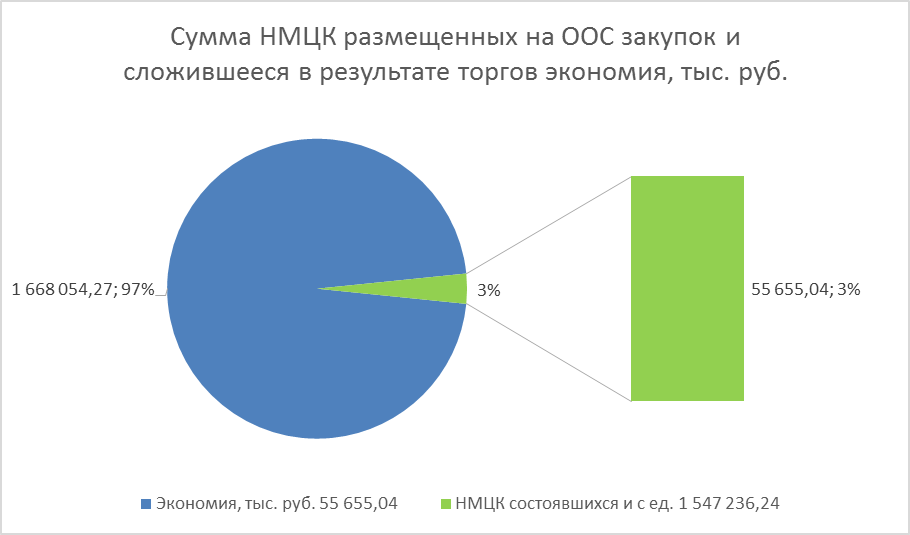 Сумма НМЦК размещенных на ООС закупок и
сложившееся в результате торгов экономия, тыс. руб.
1 668 054,27; 97%
3%
55 655,04; 3%
Экономия, тыс. руб. 55 655,04
НМЦК состоявшихся и с ед. 1 547 236,24